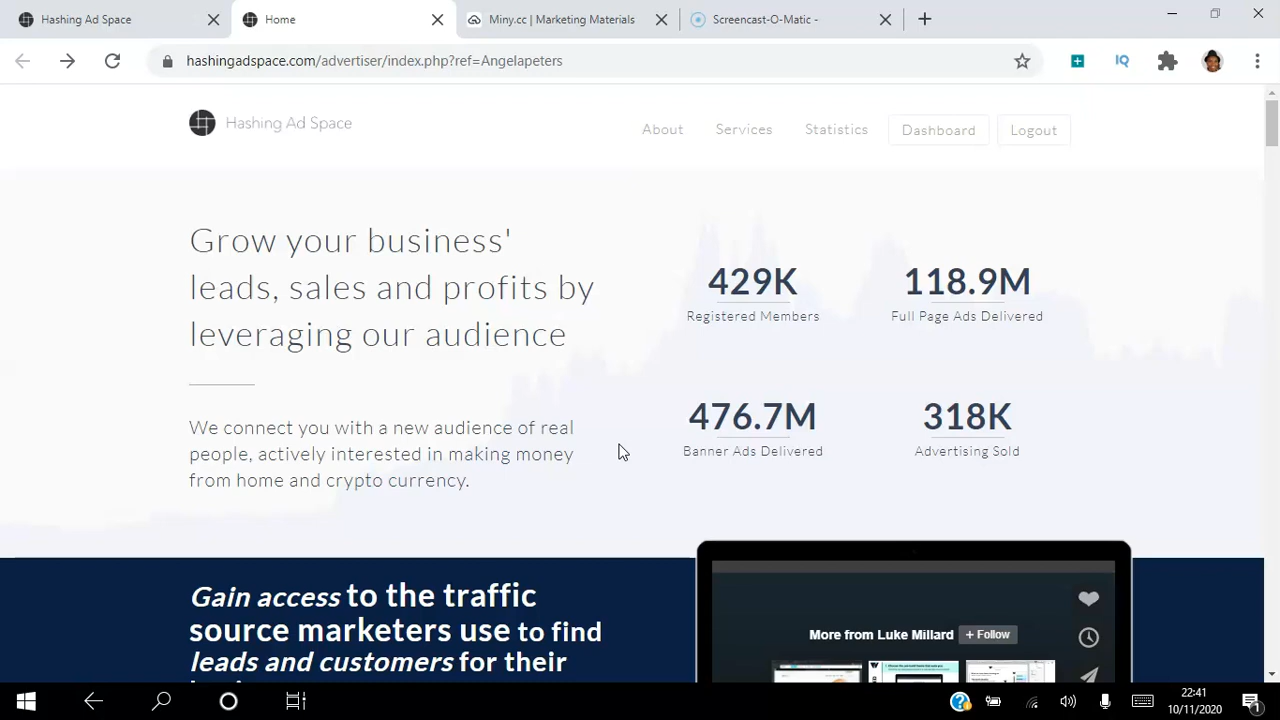 Hashing Ad Space
Home
Miny.cc | Marketing Materials
Screencast-O-Matic -
hashingadspace.com/advertiser/index.php?ref=Angelapeters
IQ
Hashing Ad Space
About
Services
Statistics
Dashboard
Logout
Grow your business'
leads, sales and profits by
leveraging our audience
We connect you with a new audience of real
people, actively interested in making money
from home and crypto currency.
429K
Registered Members
118.9M
Full Page Ads Delivered
476.7M
Banner Ads Delivered
318K
Advertising Sold
Gain access to the traffic
source marketers use to find
leads and customers for their
More from Luke Millard
+ Follow
22:41
10/11/2020
1